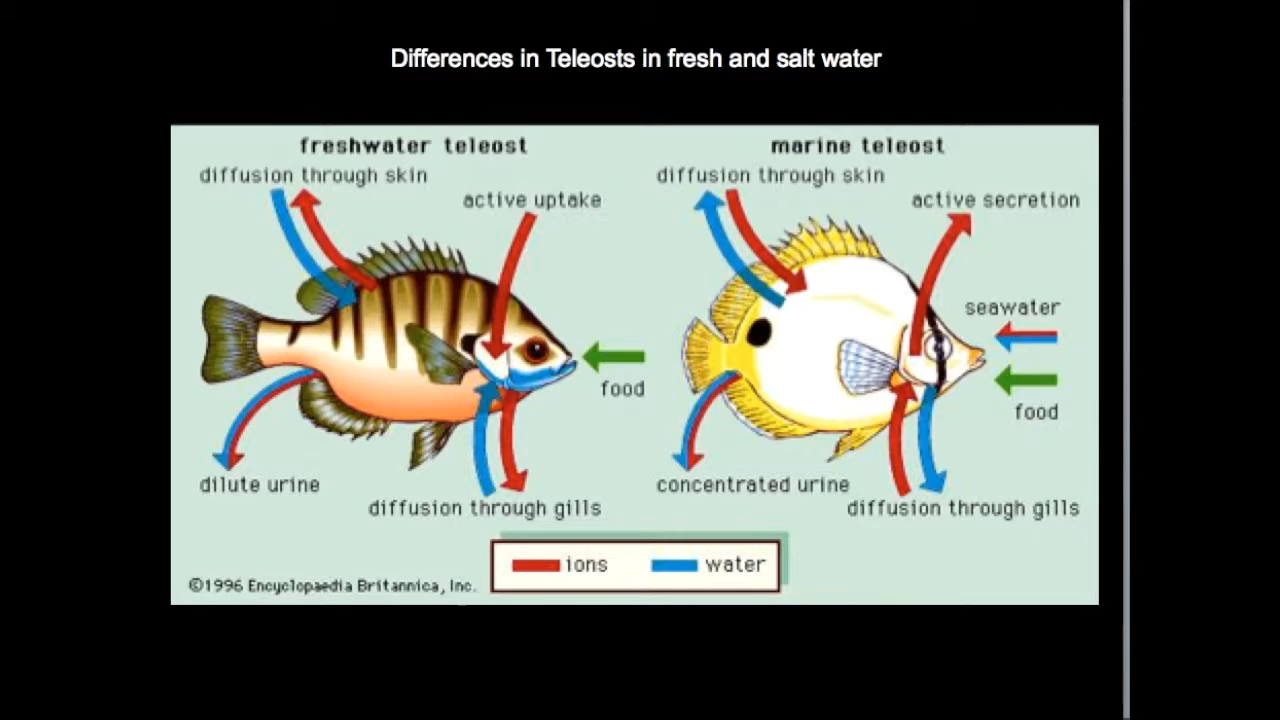 Differences in Teleosts in fresh and salt water
freshwater teleost
diffusion through skin
active uptake
food
dilute urine
diffusion through gills
marine teleost
diffusion through skin
active secretion
seawater
food
concentrated urine
diffusion through gills
ions
water
©1996 Encyclopaedia Britannica, Inc.